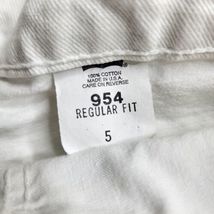 100% COTTON
MADE IN U.S.A.
CARE ON REVERSE
954
REGULAR FIT
5